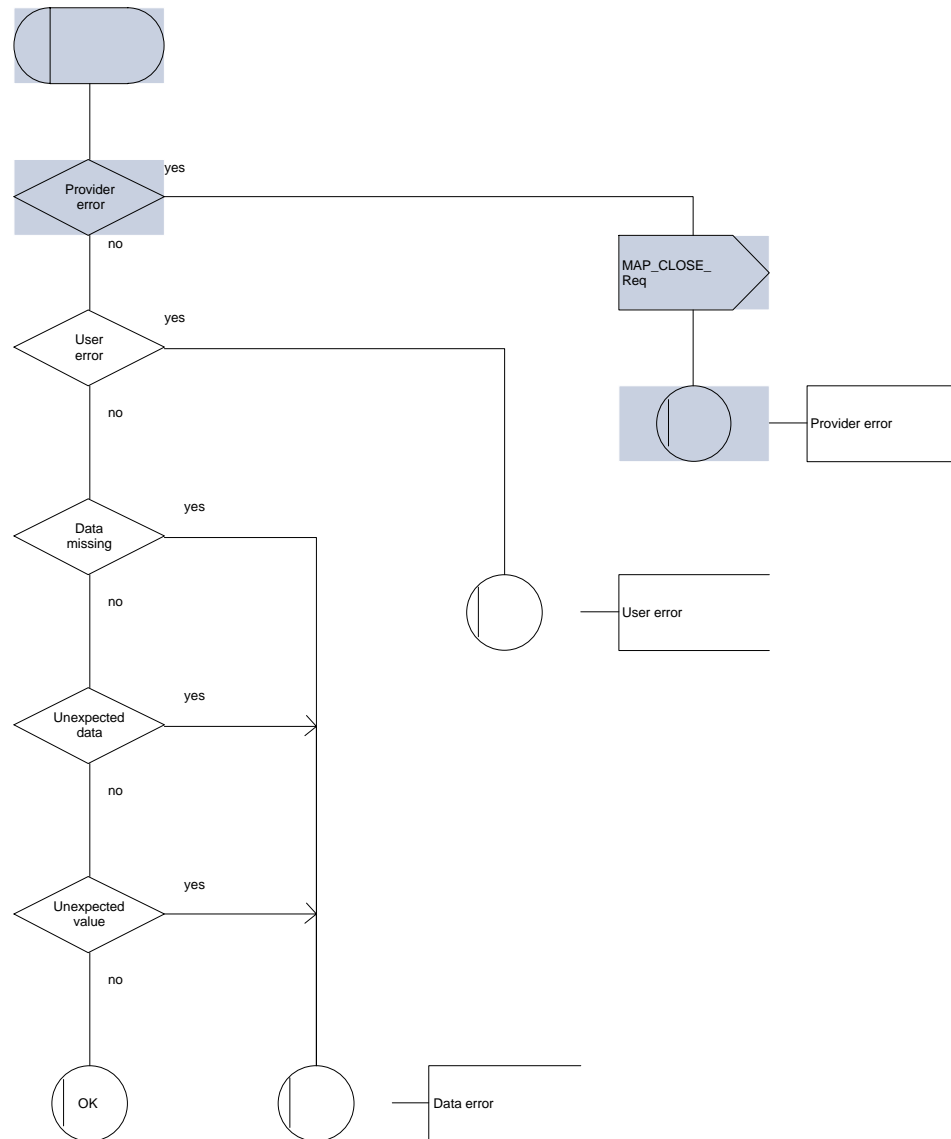 yes
Provider
error
no
MAP_CLOSE_
Req
yes
User
error
no
Provider error
yes
Data
missing
no
User error
yes
Unexpected
data
no
yes
Unexpected
value
no
OK
Data error